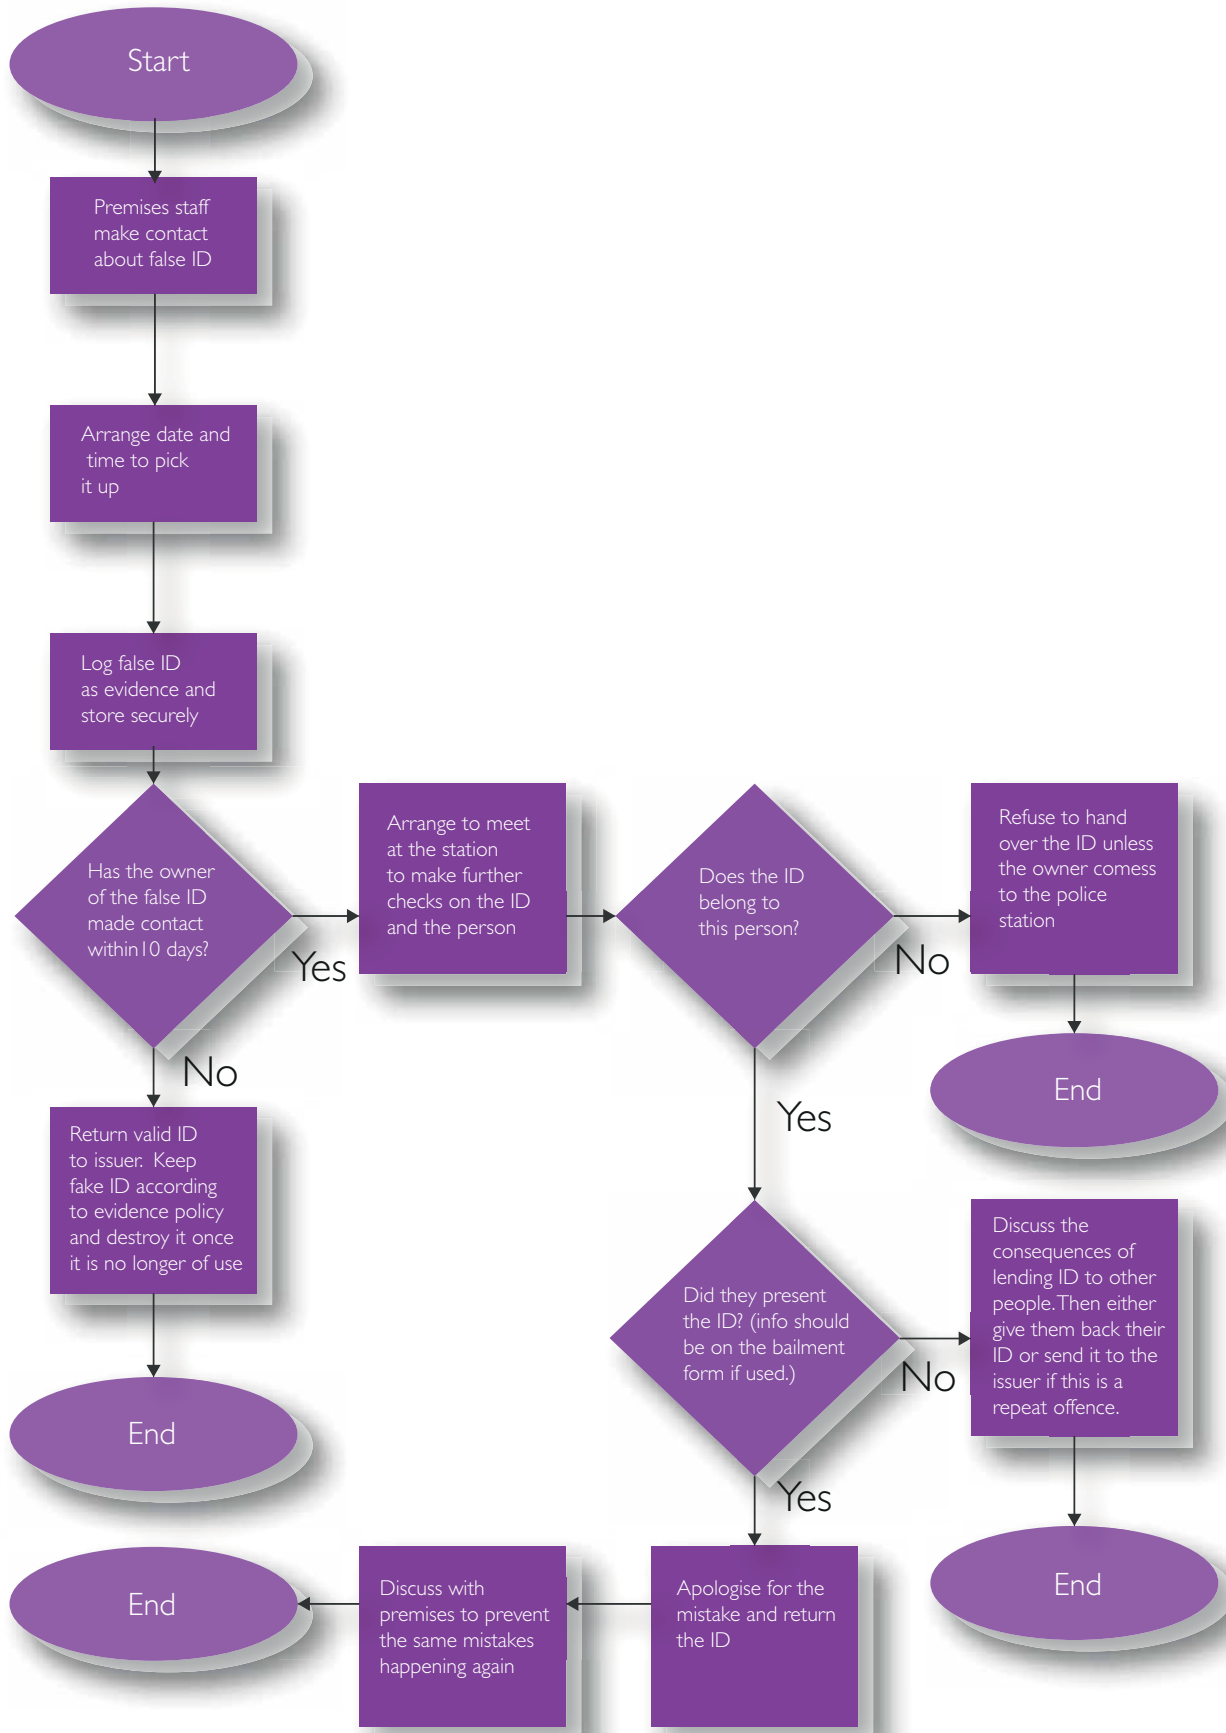 Start
Premises staff
make contact
about false ID
Arrange date and
time to pick
it up
Log false ID
as evidence and
store securely
Has the owner
of the false ID
made contact
within10 days?
Yes
Arrange to meet
at the station
to make further
checks on the ID
and the person
Does the ID
belong to
this person?
No
Refuse to hand
over the ID unless
the owner comess
to the police
station
End
No
Return valid ID
to issuer. Keep
fake ID according
to evidence policy
and destroy it once
it is no longer of use
End
Yes
Did they present
the ID? (info should
be on the bailment
form if used.)
No
Discuss the
consequences of
lending ID to other
people. Then either
give them back their
ID or send it to the
issuer if this is a
repeat offence.
End
Yes
Apologise for the
mistake and return
the ID
Discuss with
premises to prevent
the same mistakes
happening again
End